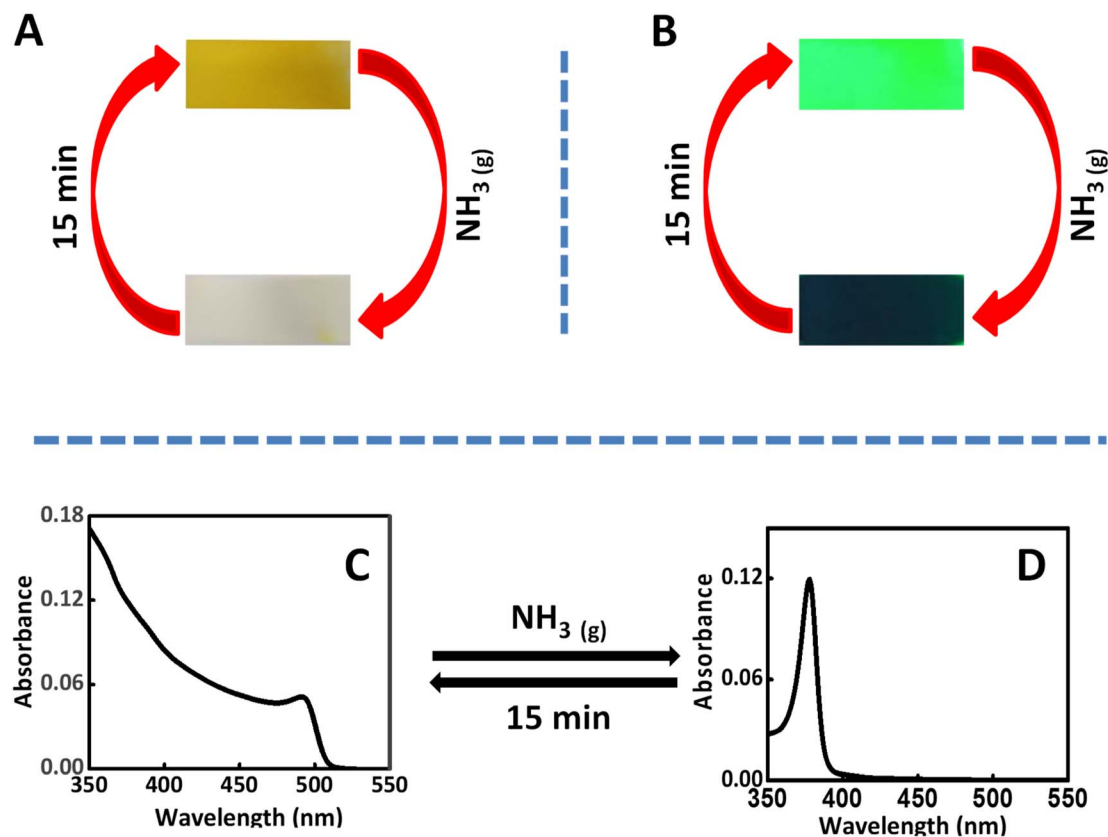 A
15 min
NH₃ (g)
B
15 min
NH₃ (g)
C
0.18
0.12
0.06
0.00
Absorbance
350 400 450 500 550
Wavelength (nm)
NH₃ (g)
15 min
D
0.12
0.06
0.00
Absorbance
350 400 450 500 550
Wavelength (nm)